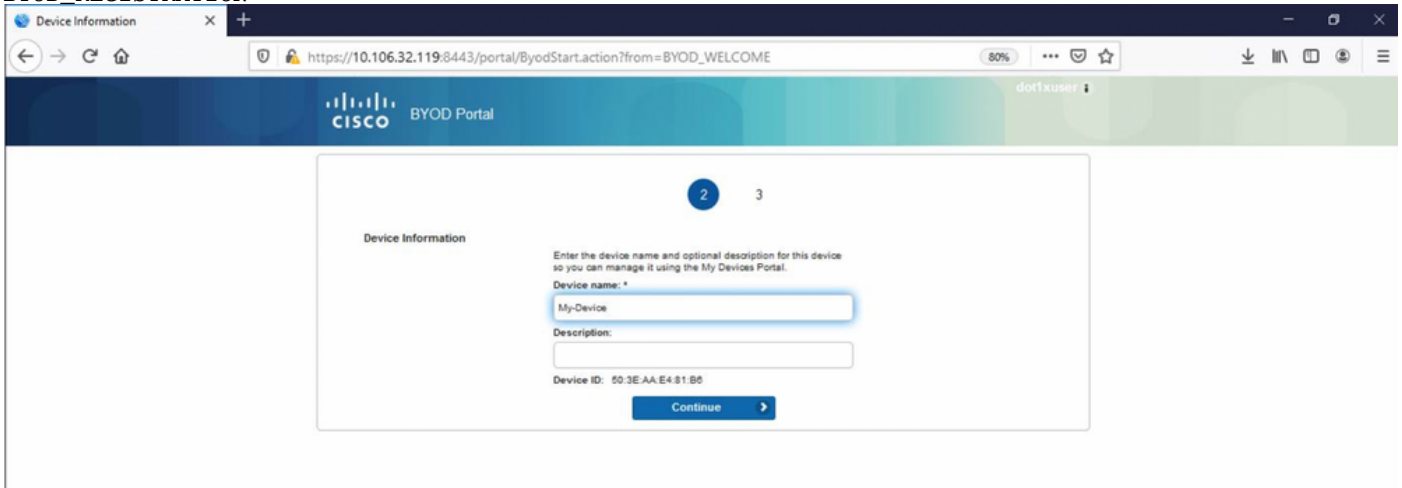 Device Information
https://10.106.32.119:8443/portal/ByodStart.action?from=BYOD_WELCOME
80%
CISCO BYOD Portal
dot1xuser
2 3
Device Information
Enter the device name and optional description for this device
so you can manage it using the My Devices Portal.
Device name: *
My-Device
Description:
Device ID: 50:3E:AA:E4:81:B6
Continue